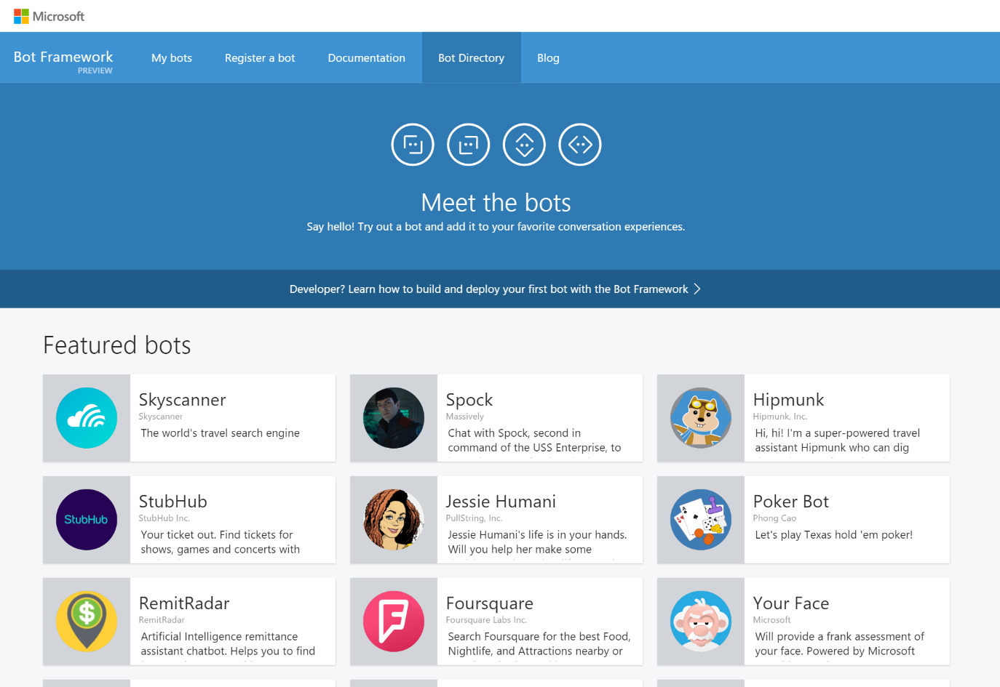 Microsoft
Bot Framework
PREVIEW
My bots
Register a bot
Documentation
Bot Directory
Blog
Meet the bots
Say hello! Try out a bot and add it to your favorite conversation experiences.
Developer? Learn how to build and deploy your first bot with the Bot Framework
Featured bots
Skyscanner
Skyscanner
The world's travel search engine
Spock
Massively
Chat with Spock, second in
command of the USS Enterprise, to
Hipmunk
Hipmunk, Inc.
Hi, hi! I'm a super-powered travel
assistant Hipmunk who can dig
StubHub
StubHub
StubHub Inc.
Your ticket out. Find tickets for
shows, games and concerts with
Jessie Humani
PullString, Inc.
Jessie Humani's life is in your hands.
Will you help her make some
Poker Bot
Phong Cao
Let's play Texas hold 'em poker!
RemitRadar
RemitRadar
Artificial Intelligence remittance
assistant chatbot. Helps you to find
Foursquare
Foursquare Labs Inc.
Search Foursquare for the best Food,
Nightlife, and Attractions nearby or
Your Face
Microsoft
Will provide a frank assessment of
your face. Powered by Microsoft